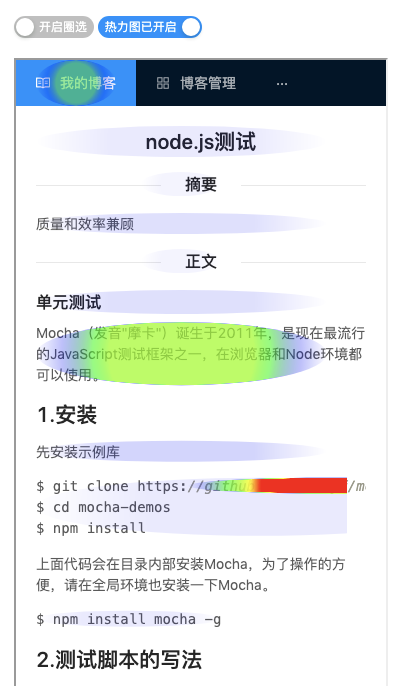 开启圈选 热力图已开启
我的博客 博客管理 ···
node.js测试
摘要
质量和效率兼顾
正文
单元测试
Mocha（发音"摩卡"）诞生于2011年，是现在最流行
的JavaScript测试框架之一，在浏览器和Node环境都
可以使用。
1.安装
先安装示例库
$ git clone https://github
$ cd mocha-demos
$ npm install
上面代码会在目录内部安装Mocha，为了操作的方
便，请在全局环境也安装一下Mocha。
$ npm install mocha -g
2.测试脚本的写法